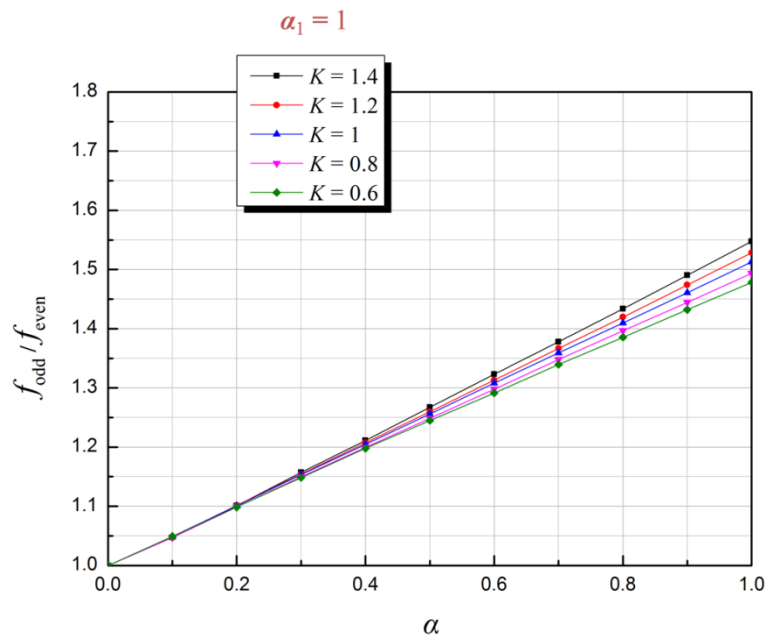 α₁ = 1
K = 1.4
K = 1.2
K = 1
K = 0.8
K = 0.6
1.8
1.7
1.6
1.5
1.4
1.3
1.2
1.1
1.0
f_odd/f_even
0.0 0.2 0.4 0.6 0.8 1.0
α